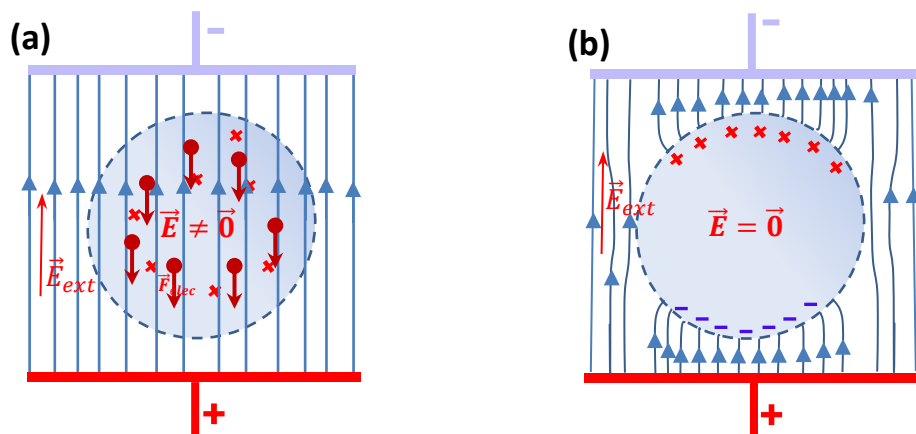 (a)
−
E⃗ ≠ 0⃗
E⃗ext
F⃗elec
+
(b)
−
E⃗ext
E⃗ = 0⃗
+